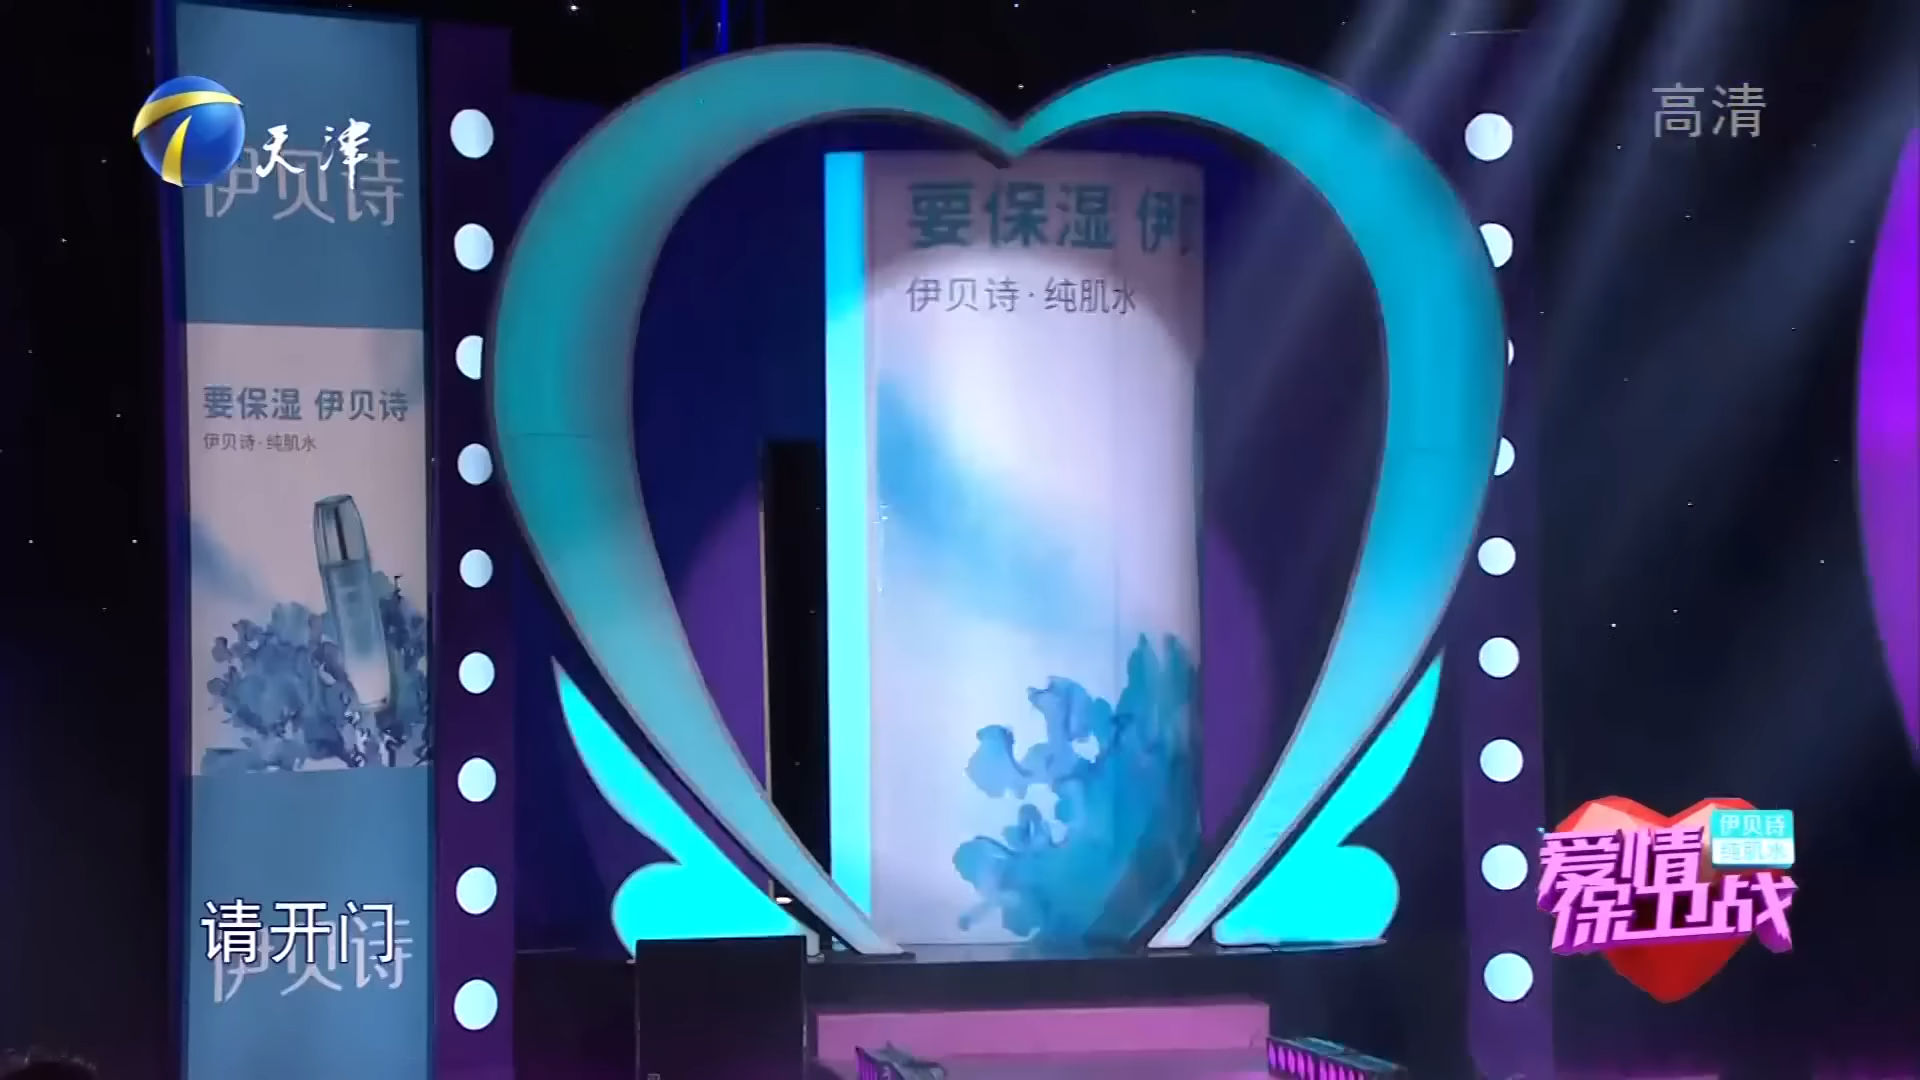 天津
高清
伊贝诗
要保湿 伊
伊贝诗·纯肌水
要保湿 伊贝诗
伊贝诗·纯肌水
伊贝诗
纯肌水
爱情
保卫战
请开门
伊贝诗